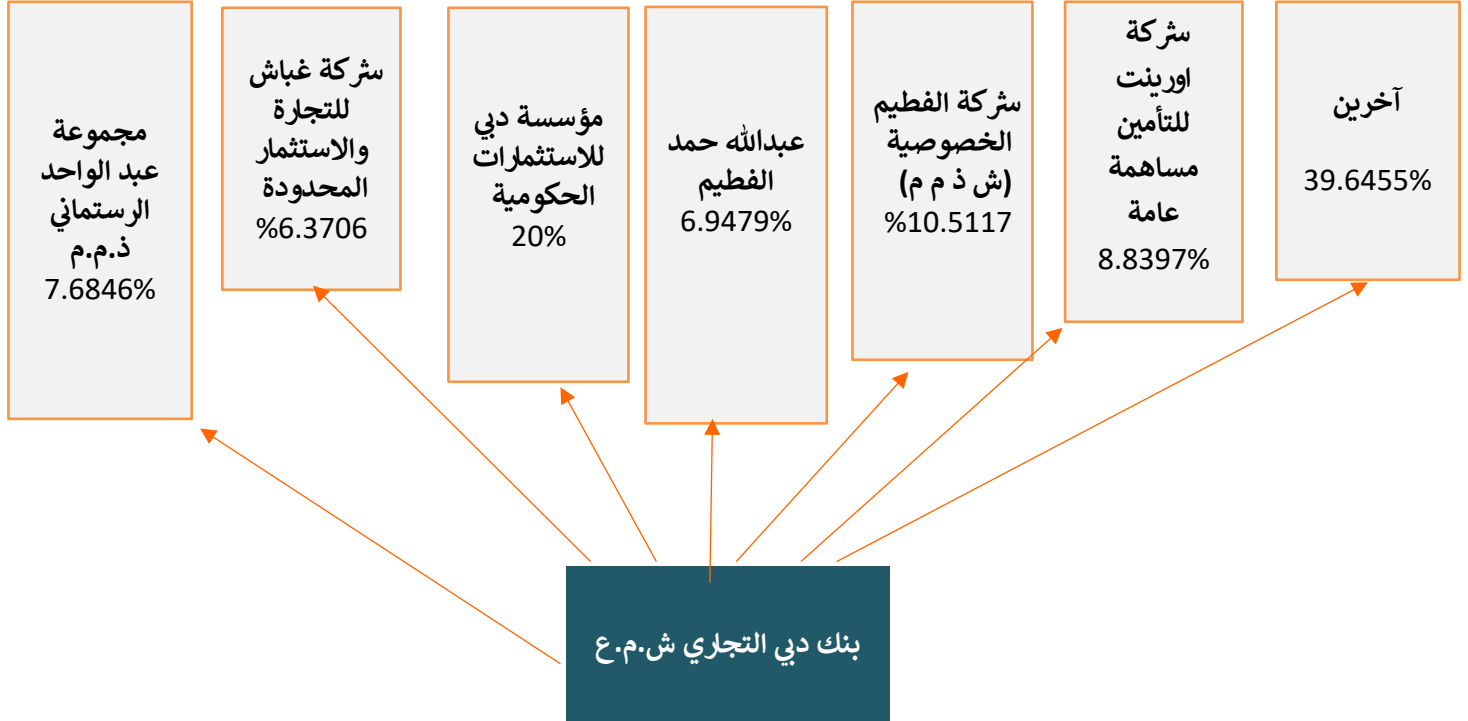 آخرين
39.6455%
شركة
اورينت
للتأمين
مساهمة
عامة
8.8397%
شركة الفطيم
الخصوصية
(ش ذ م م)
%10.5117
عبدالله حمد
الفطيم
6.9479%
مؤسسة دبي
للاستثمارات
الحكومية
20%
شركة غباش
للتجارة
والاستثمار
المحدودة
%6.3706
مجموعة
عبد الواحد
الرستماني
ذ.م.م
7.6846%
بنك دبي التجاري ش.م.ع